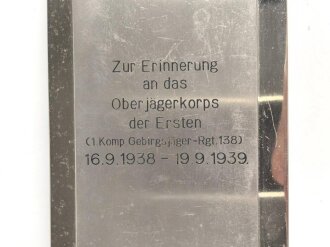 Zur Erinnerung
an das
Oberjägerkorps
der Ersten
(1.Komp Gebirgsjäger-Rgt.138)
16.9.1938 - 19.9.1939.